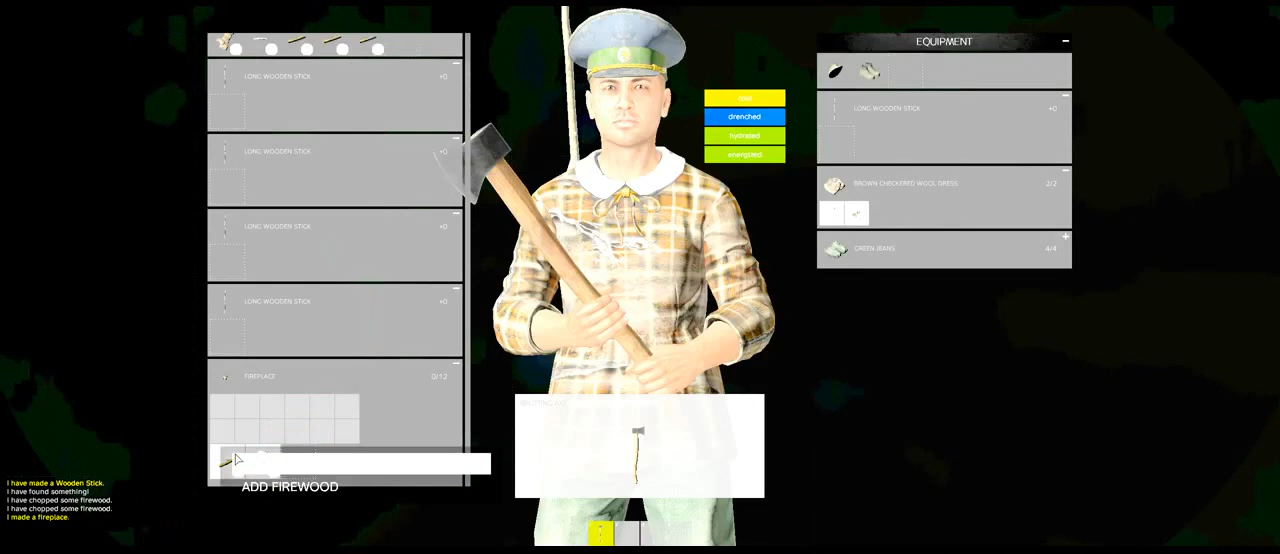 LONG WOODEN STICK +0
LONG WOODEN STICK +0
LONG WOODEN STICK +0
LONG WOODEN STICK +0
FIREPLACE 0/12
ADD FIREWOOD
I have made a Wooden Stick.
I have found something!
I have chopped some firewood.
I have chopped some firewood.
I made a fireplace.
drenched
hydrated
energized
EQUIPMENT
LONG WOODEN STICK +0
BROWN CHECKERED WOOL DRESS 2/2
GREEN JEANS 4/4